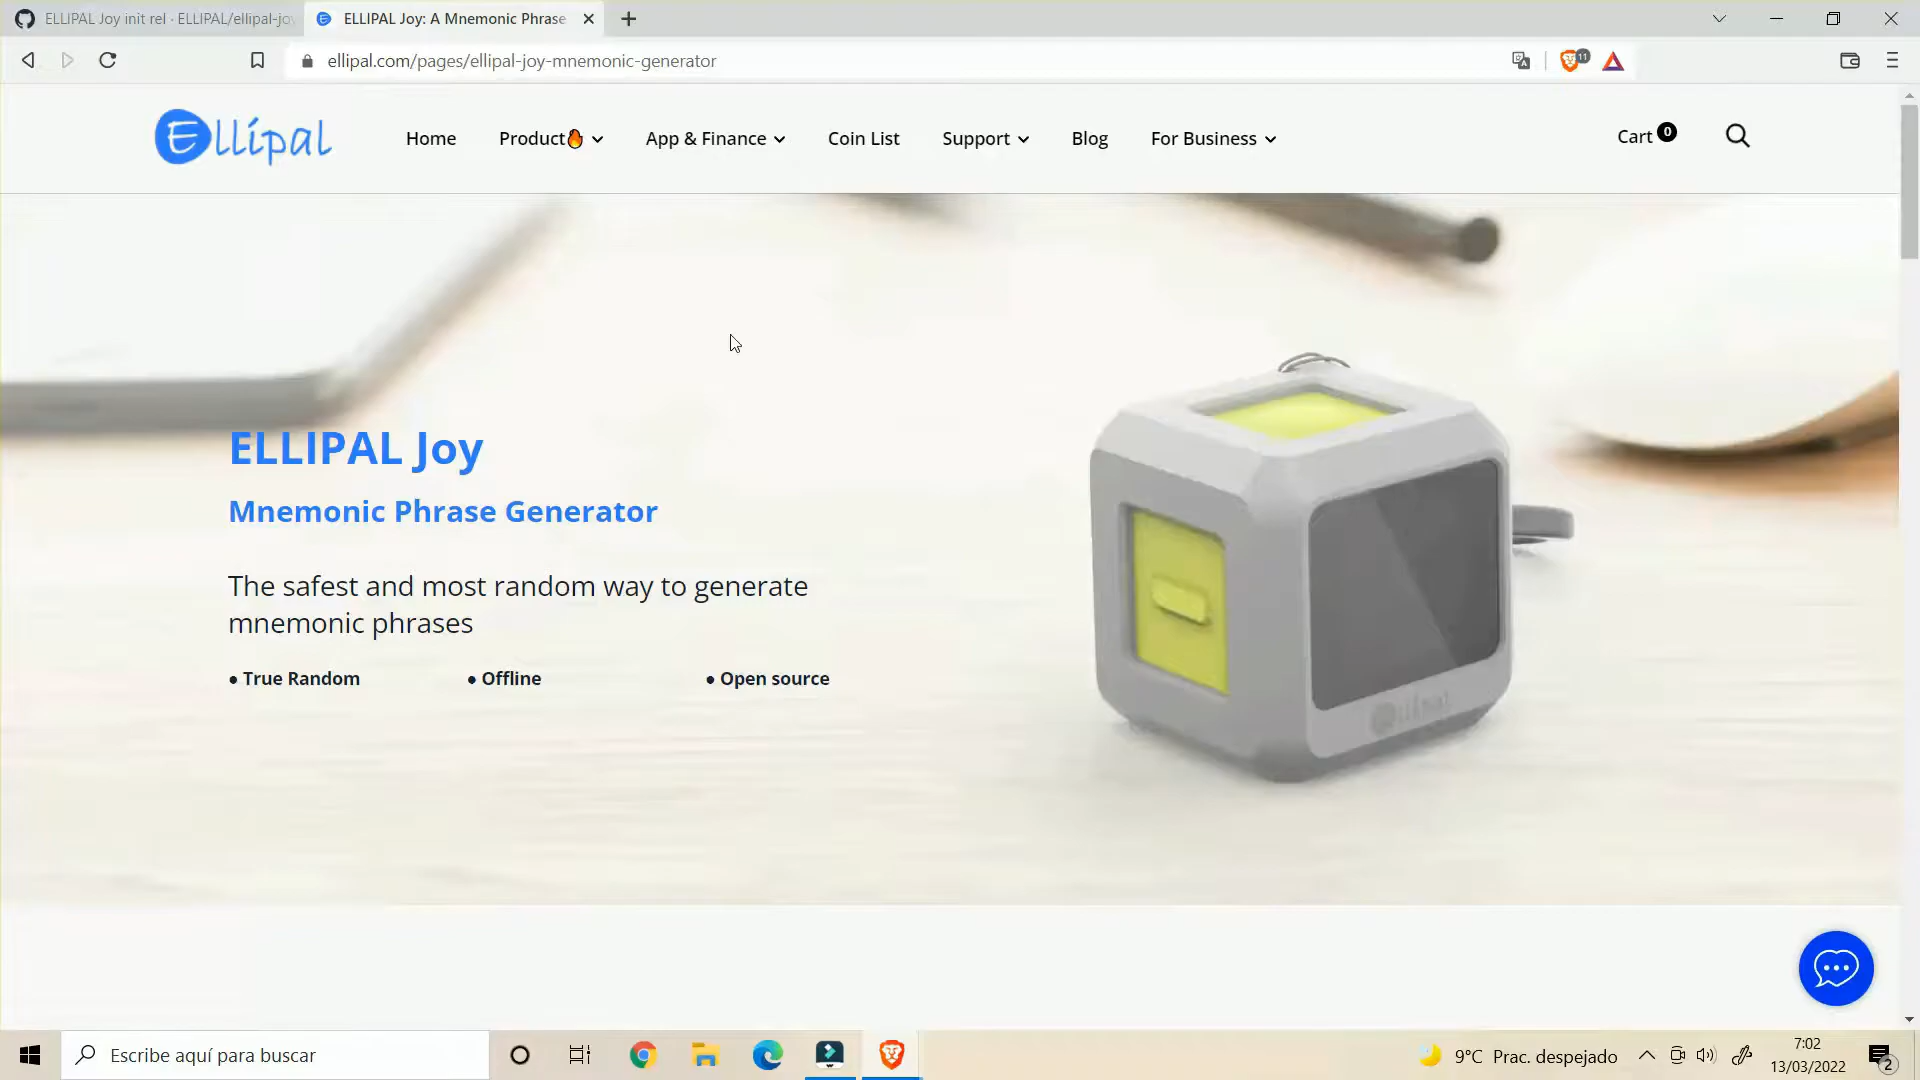 ELLIPAL Joy init rel · ELLIPAL/ellipal-joy
ELLIPAL Joy: A Mnemonic Phrase
ellipal.com/pages/ellipal-joy-mnemonic-generator
11
Ellipal
Home
Product
App & Finance
Coin List
Support
Blog
For Business
Cart 0
ELLIPAL Joy
Mnemonic Phrase Generator
The safest and most random way to generate
mnemonic phrases
• True Random
• Offline
• Open source
Ellipal
Escribe aquí para buscar
9°C Prac. despejado
7:02
13/03/2022
2